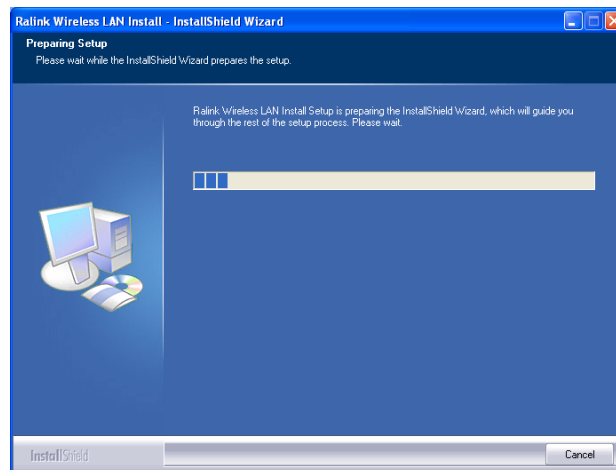 Ralink Wireless LAN Install - InstallShield Wizard
Preparing Setup
Please wait while the InstallShield Wizard prepares the setup.
Ralink Wireless LAN Install Setup is preparing the InstallShield Wizard, which will guide you
through the rest of the setup process. Please wait.
InstallShield
Cancel